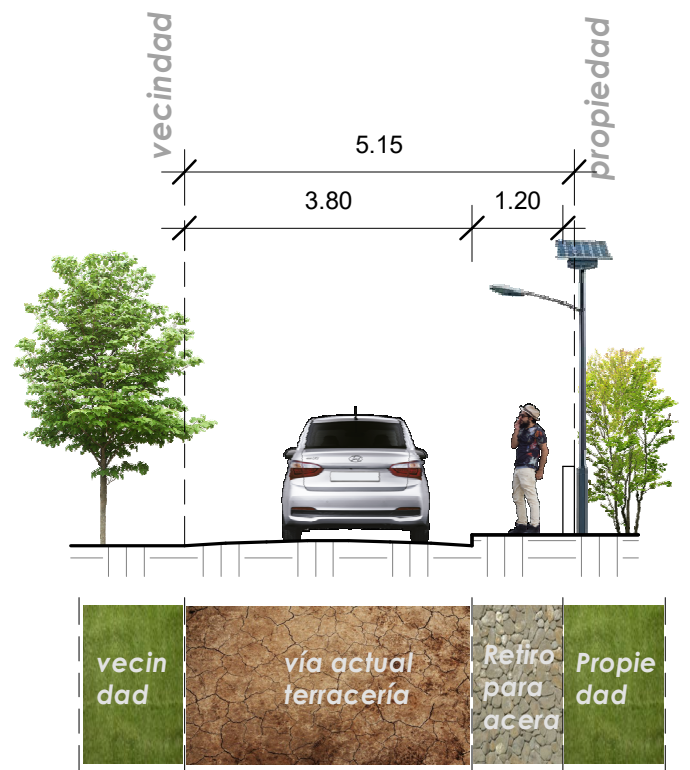 vecindad
propiedad
5.15
3.80
1.20
vecin
dad
vía actual
terracería
Retiro
para
acera
Propie
dad